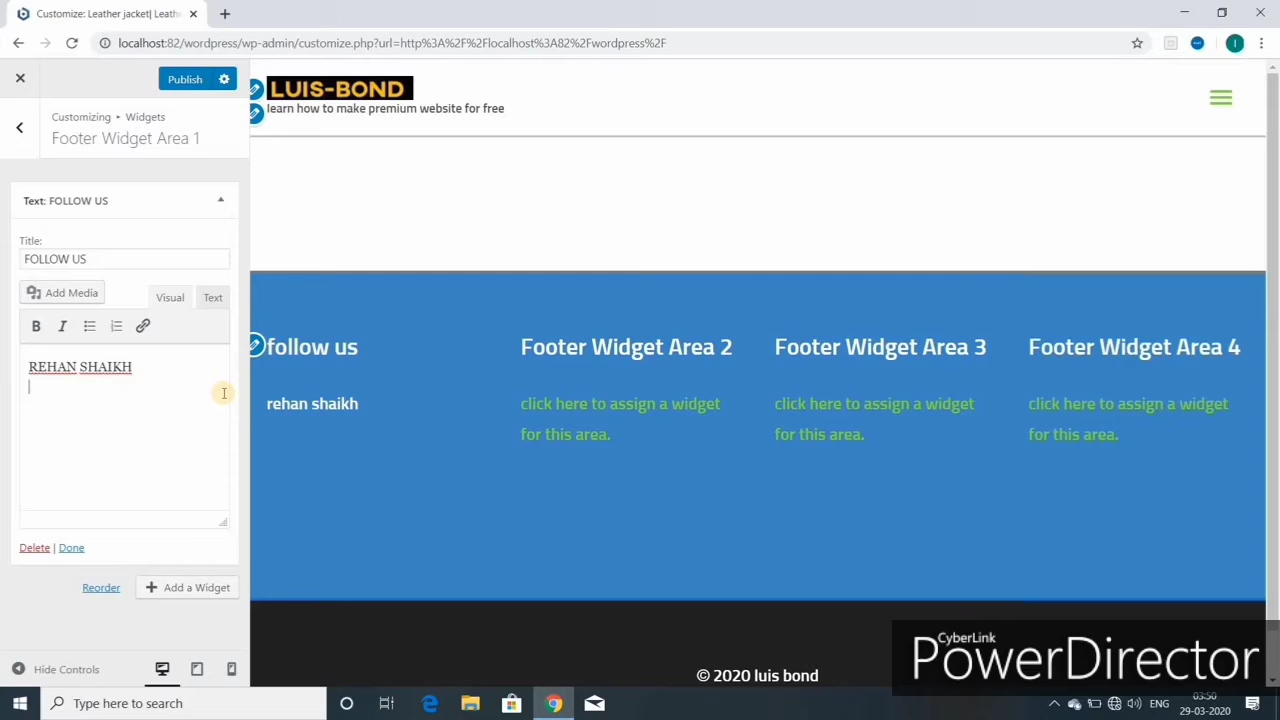 Customize: Leather jacket| Leath
localhost:82/wordpress/wp-admin/customize.php?url=http%3A%2F%2Flocalhost%3A82%2Fwordpress%2F
Publish
Customizing ▸ Widgets
Footer Widget Area 1
Text: FOLLOW US
Title:
FOLLOW US
Add Media
Visual
Text
B I
REHAN SHAIKH
Delete | Done
Reorder
Add a Widget
Hide Controls
LUIS-BOND
learn how to make premium website for free
follow us
rehan shaikh
Footer Widget Area 2
click here to assign a widget
for this area.
Footer Widget Area 3
click here to assign a widget
for this area.
Footer Widget Area 4
click here to assign a widget
for this area.
© 2020 luis bond
CyberLink
PowerDirector
Type here to search
ENG
03:50
29-03-2020